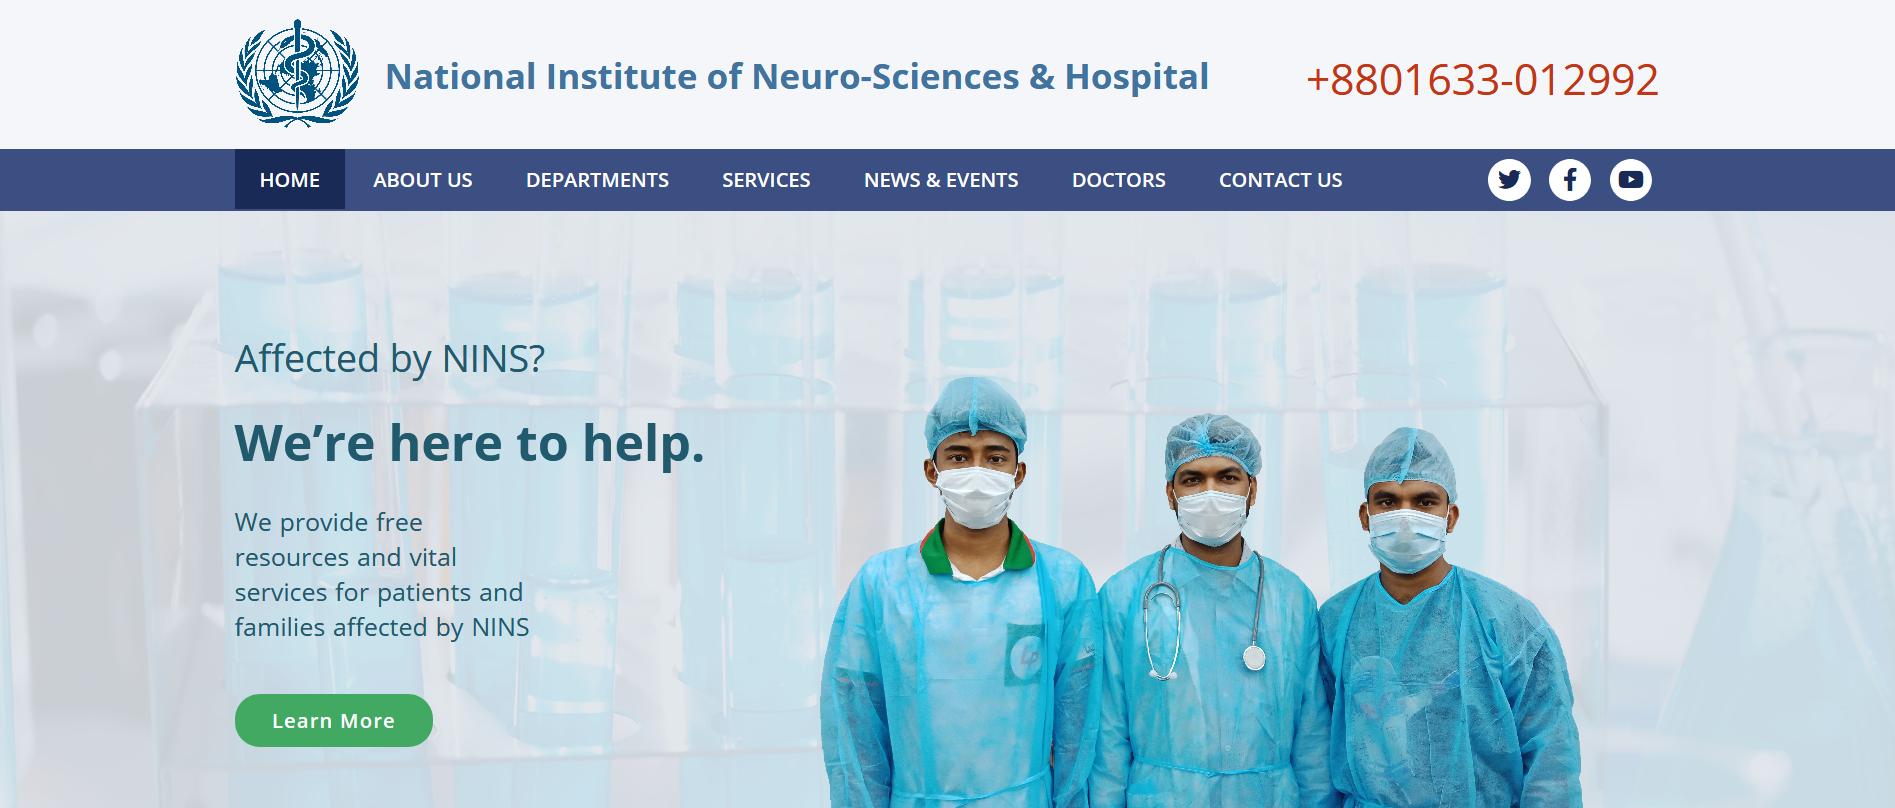 National Institute of Neuro-Sciences & Hospital
+8801633-012992
HOME ABOUT US DEPARTMENTS SERVICES NEWS & EVENTS DOCTORS CONTACT US
Affected by NINS?
We’re here to help.
We provide free
resources and vital
services for patients and
families affected by NINS
Learn More